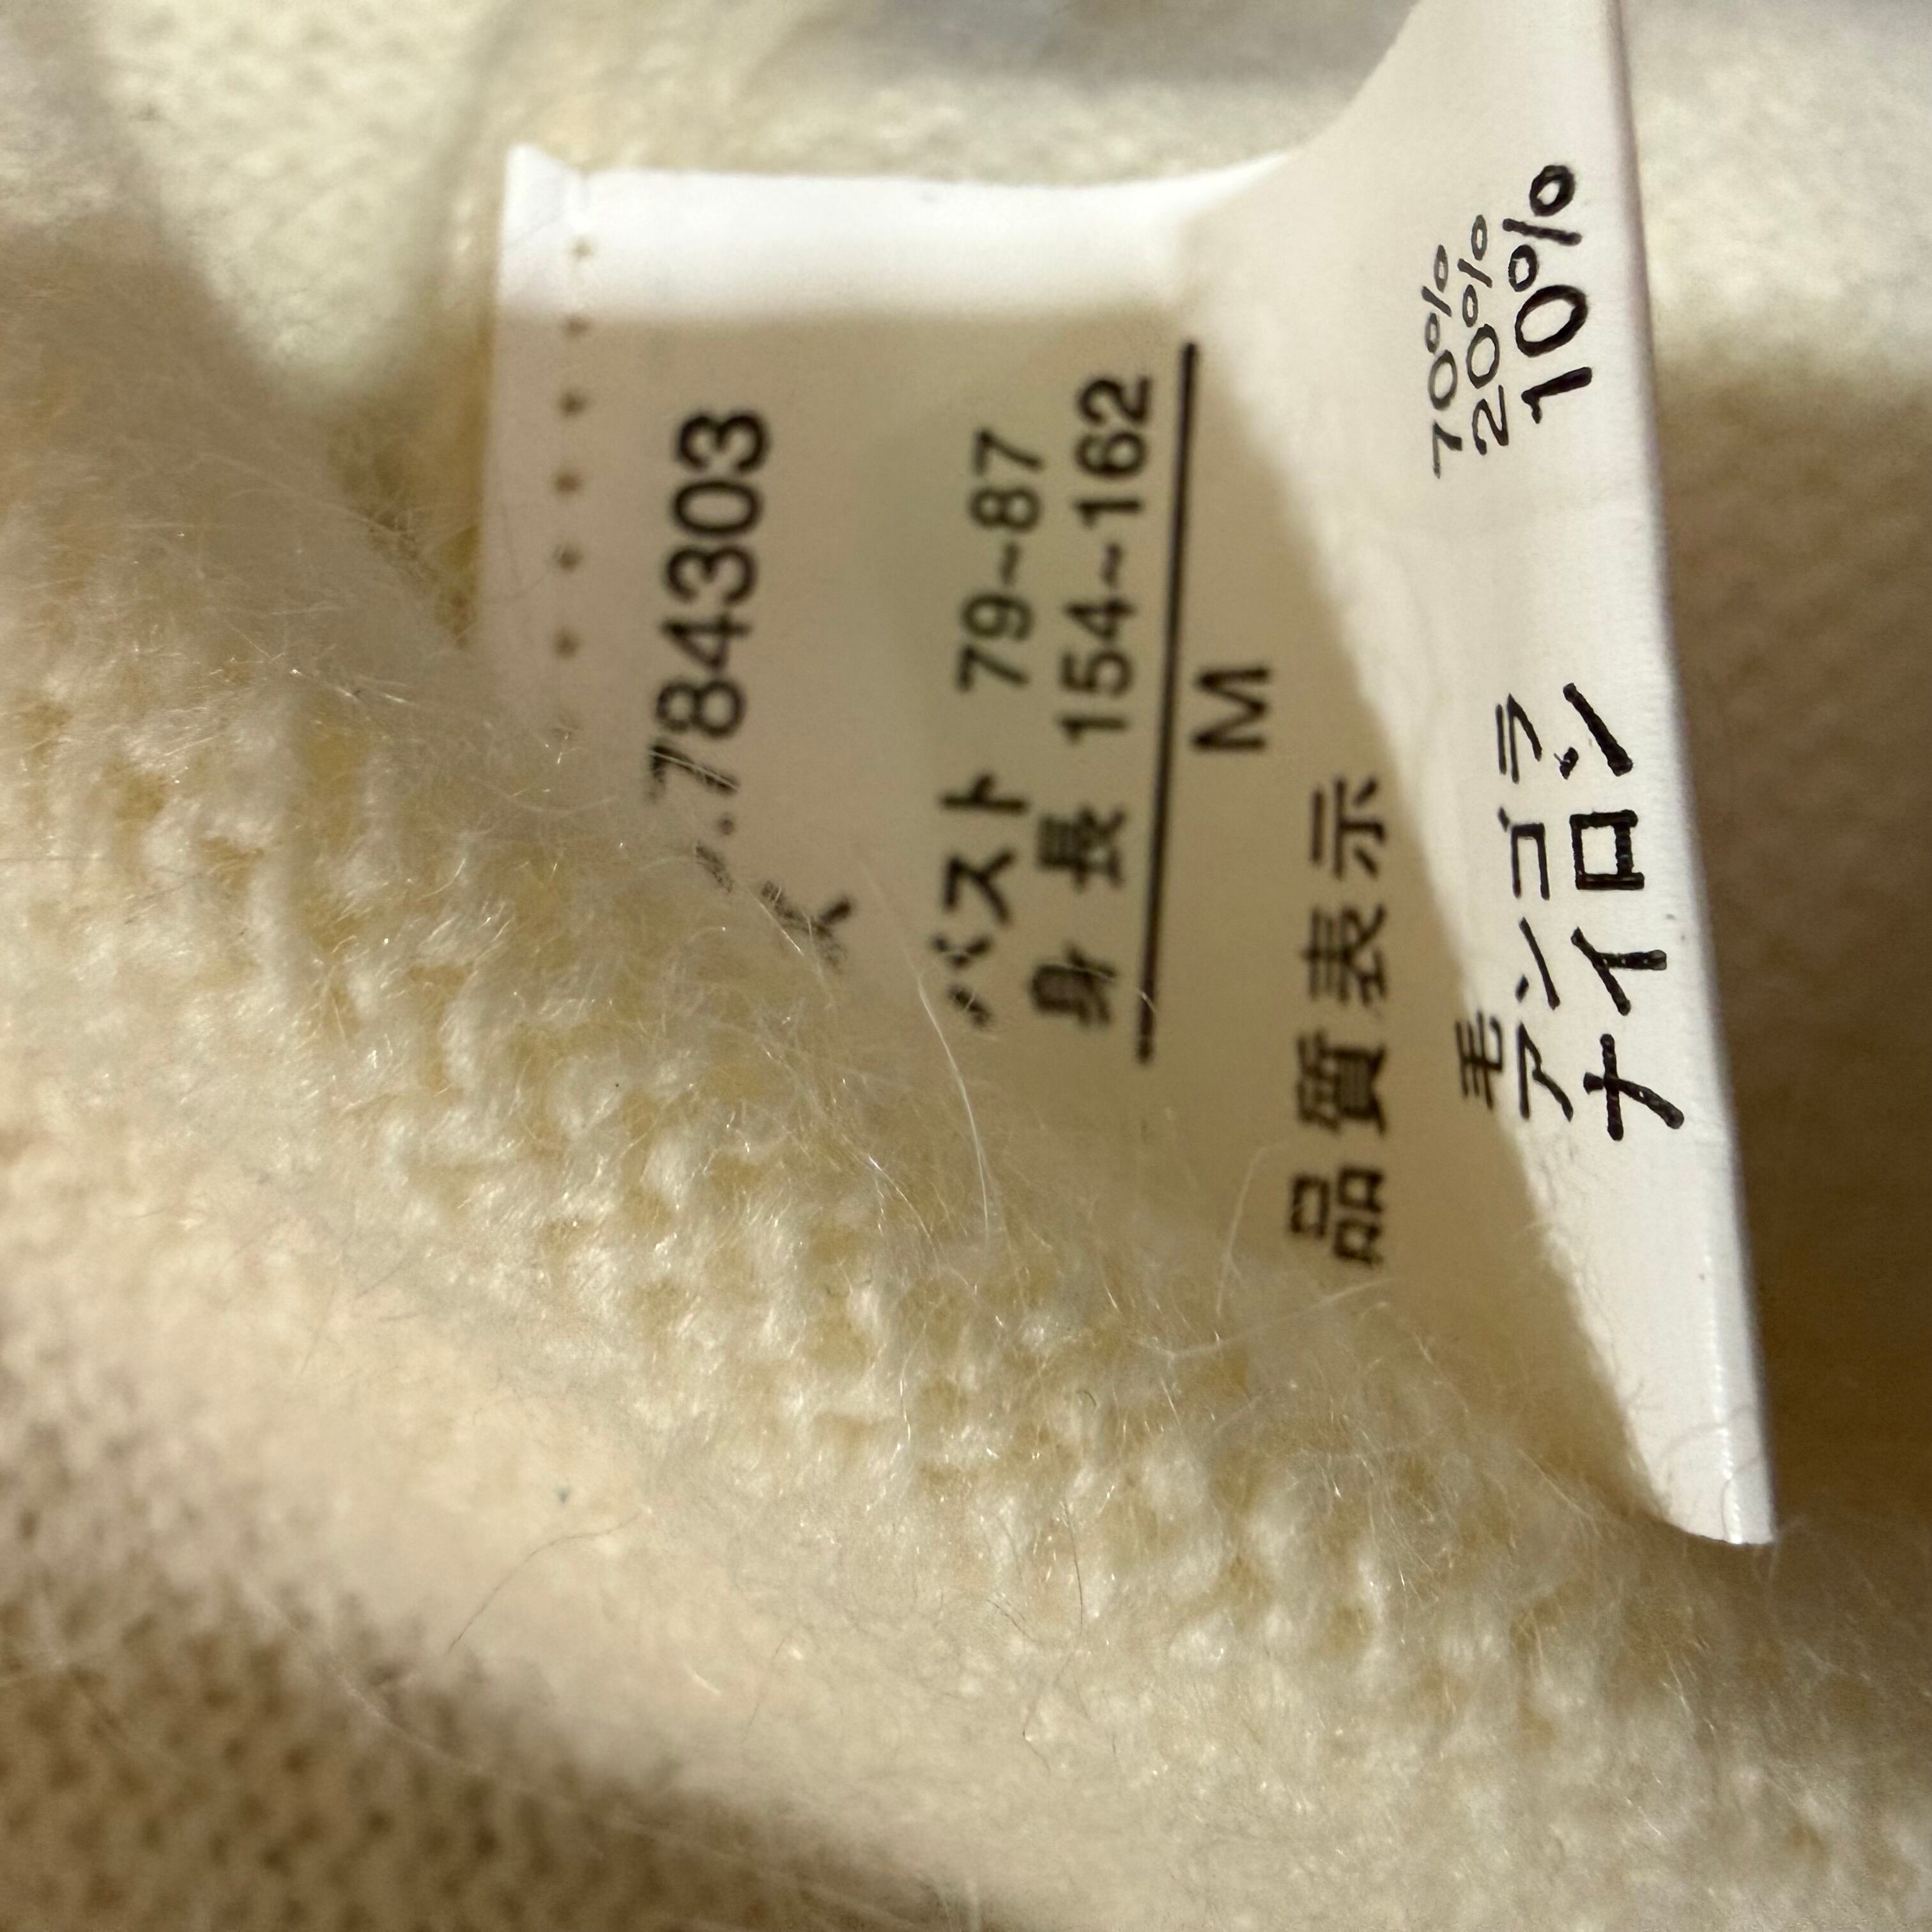 784303
バスト 79~87
身長 154~162
M
品質表示
毛 70%
アンゴラ 20%
ナイロン 10%